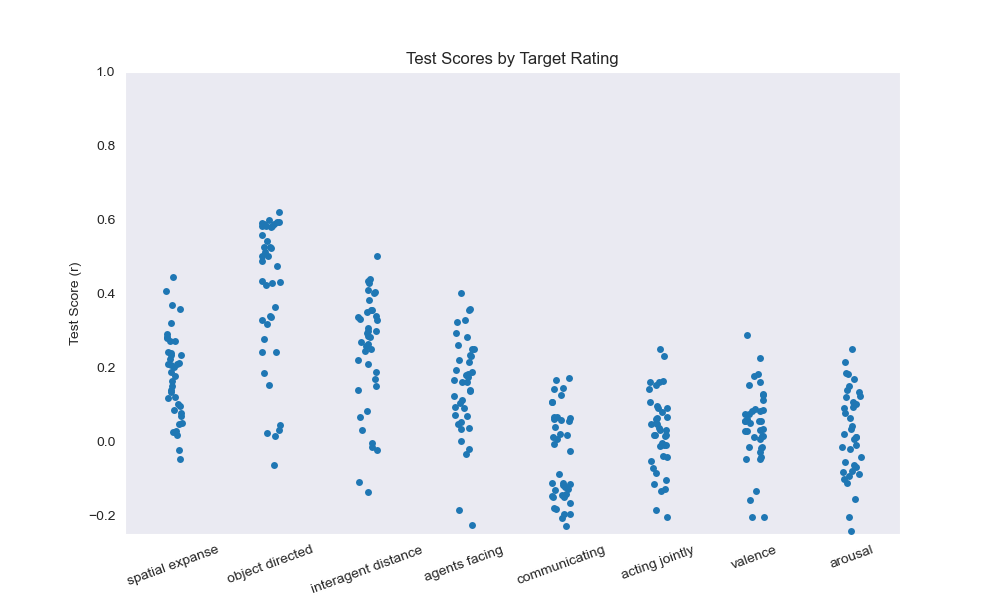 Test Scores by Target Rating
1.0
0.8
0.6
0.4
0.2
0.0
−0.2
Test Score (r)
spatial expanse
object directed
interagent distance
agents facing
communicating
acting jointly
valence
arousal